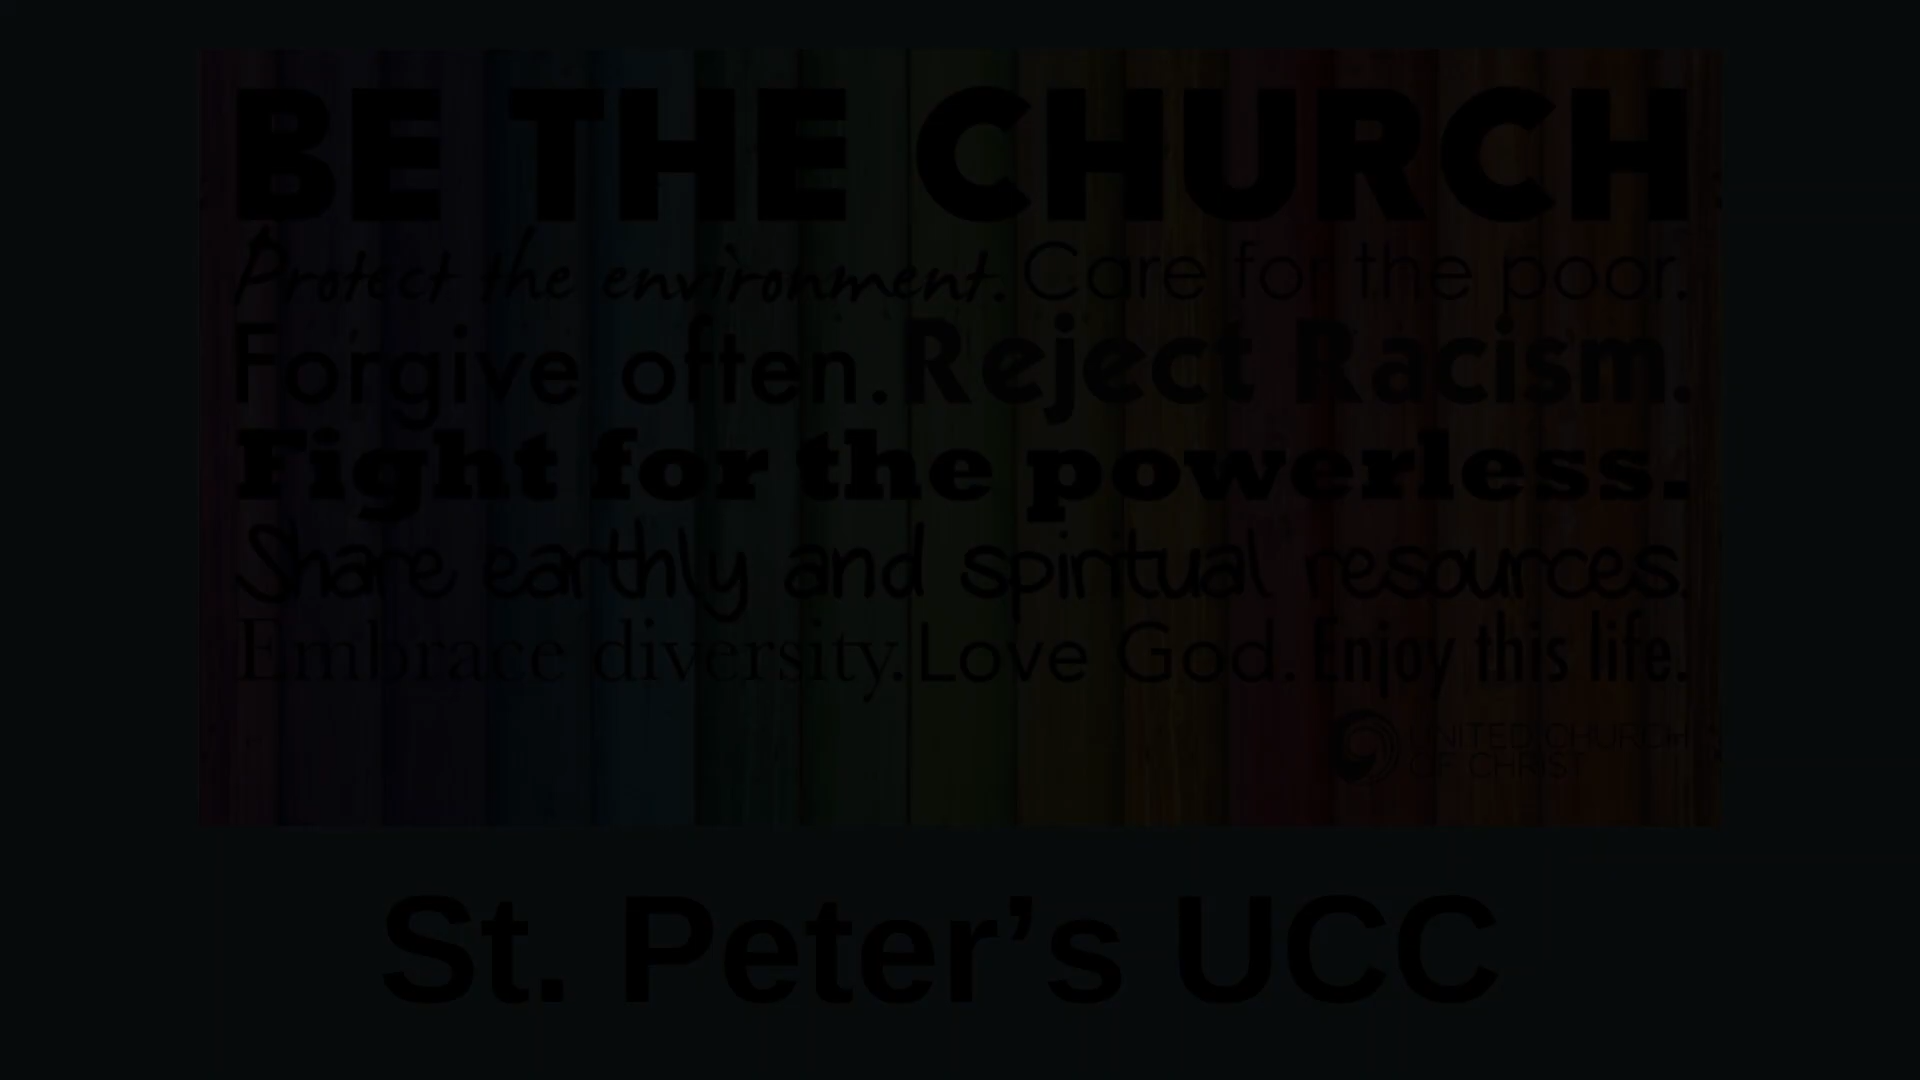 BE THE CHURCH
Protect the environment. Care for the poor.
Forgive often. Reject Racism.
Fight for the powerless.
Share earthly and spiritual resources.
Embrace diversity. Love God. Enjoy this life.
UNITED CHURCH
OF CHRIST
St. Peter’s UCC